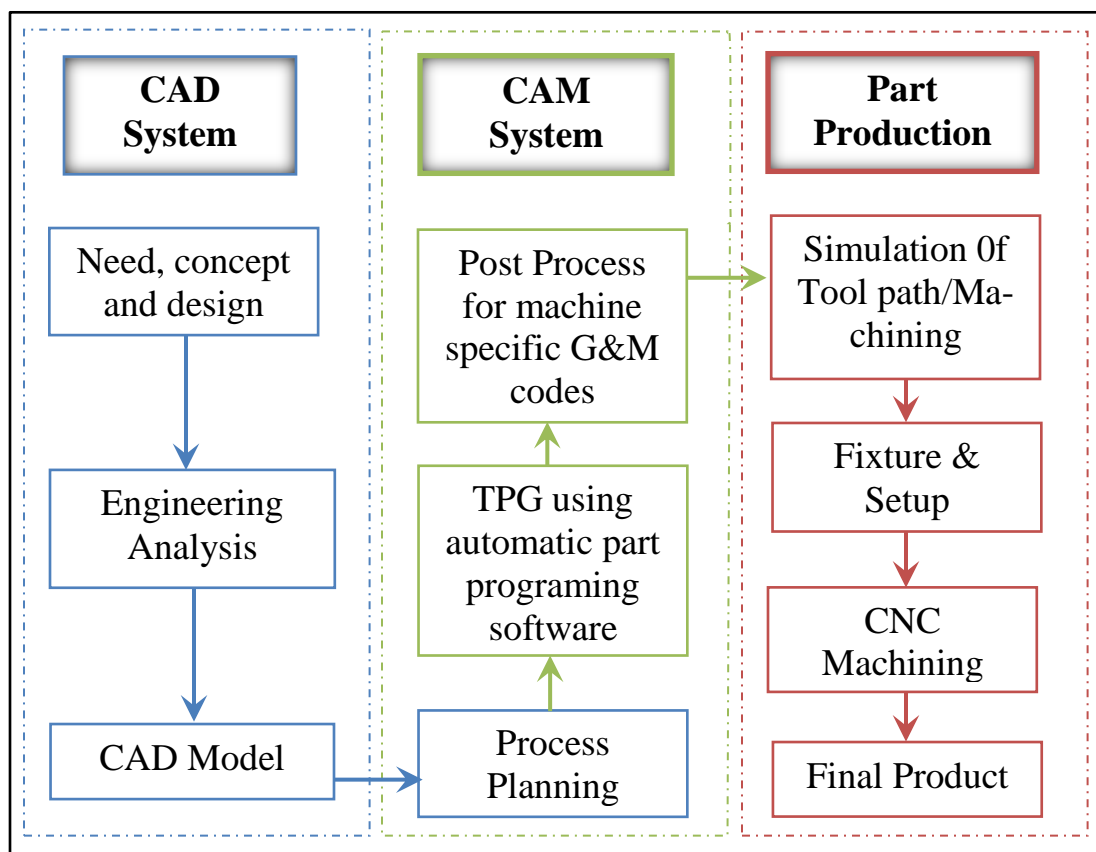 CAD
System
Need, concept
and design
Engineering
Analysis
CAD Model
CAM
System
Post Process
for machine
specific G&M
codes
TPG using
automatic part
programing
software
Process
Planning
Part
Production
Simulation 0f
Tool path/Ma-
chining
Fixture &
Setup
CNC
Machining
Final Product